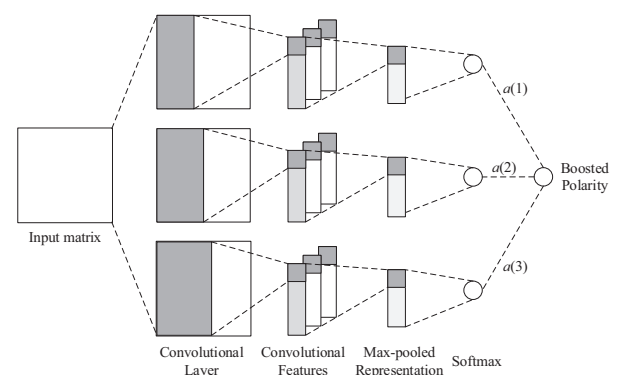 a(1)
a(2)
Boosted
Polarity
Input matrix
a(3)
Convolutional
Layer
Convolutional
Features
Max-pooled
Representation
Softmax